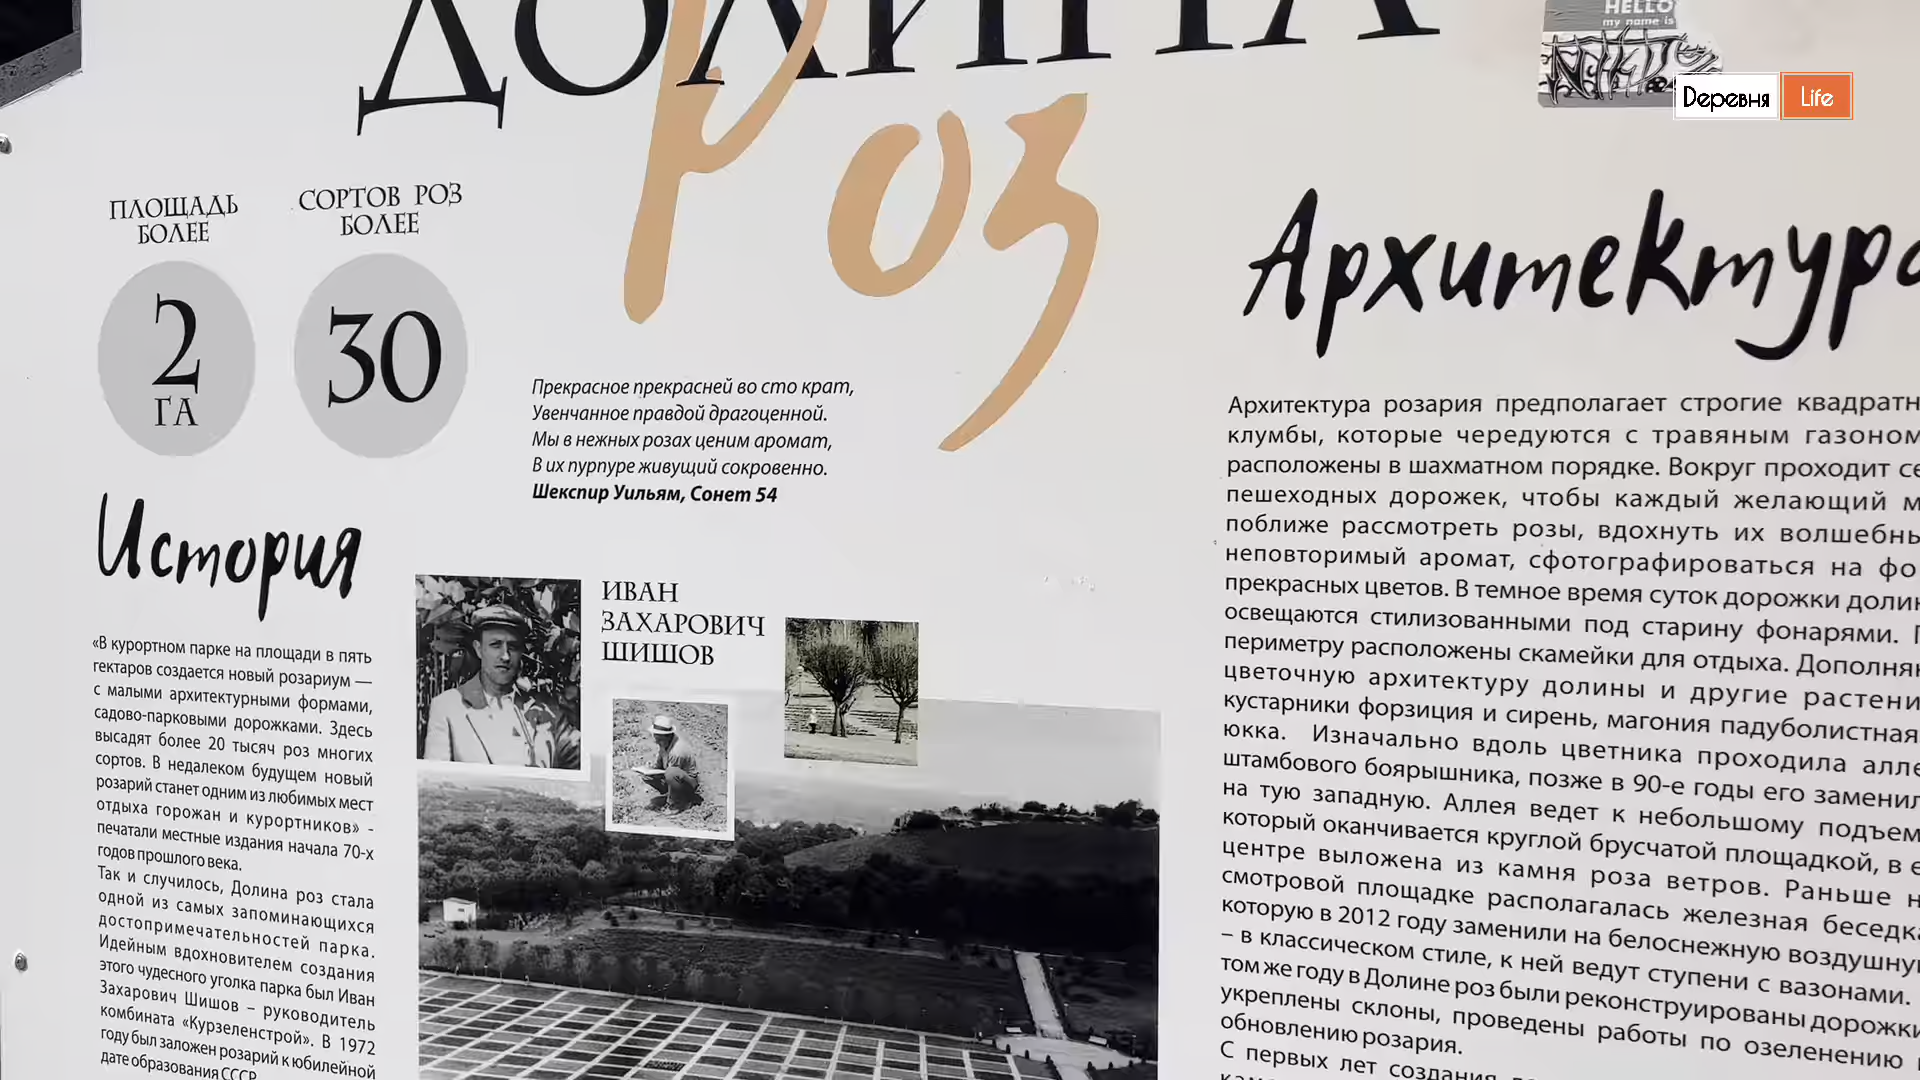 ДОЛИНА
роз
HELLO
my name is
Dеревня Life
ПЛОЩАДЬ
БОЛЕЕ
2
ГА
СОРТОВ РОЗ
БОЛЕЕ
30
Прекрасное прекрасней во сто крат,
Увенчанное правдой драгоценной.
Мы в нежных розах ценим аромат,
В их пурпуре живущий сокровенно.
Шекспир Уильям, Сонет 54
История
«В курортном парке на площади в пять
гектаров создается новый розариум —
с малыми архитектурными формами,
садово-парковыми дорожками. Здесь
высадят более 20 тысяч роз многих
сортов. В недалеком будущем новый
розарий станет одним из любимых мест
отдыха горожан и курортников» -
печатали местные издания начала 70-х
годов прошлого века.
Так и случилось, Долина роз стала
одной из самых запоминающихся
достопримечательностей парка.
Идейным вдохновителем создания
этого чудесного уголка парка был Иван
Захарович Шишов – руководитель
комбината «Курзеленстрой». В 1972
году был заложен розарий к юбилейной
дате образования СССР
ИВАН
ЗАХАРОВИЧ
ШИШОВ
Архитектура
Архитектура розария предполагает строгие квадратн
клумбы, которые чередуются с травяным газоном
расположены в шахматном порядке. Вокруг проходит се
пешеходных дорожек, чтобы каждый желающий м
поближе рассмотреть розы, вдохнуть их волшебны
неповторимый аромат, сфотографироваться на фо
прекрасных цветов. В темное время суток дорожки долин
освещаются стилизованными под старину фонарями. П
периметру расположены скамейки для отдыха. Дополняю
цветочную архитектуру долины и другие растени
кустарники форзиция и сирень, магония падуболистная
юкка. Изначально вдоль цветника проходила алле
штамбового боярышника, позже в 90-е годы его заменил
на тую западную. Аллея ведет к небольшому подъем
который оканчивается круглой брусчатой площадкой, в е
центре выложена из камня роза ветров. Раньше н
смотровой площадке располагалась железная беседка
которую в 2012 году заменили на белоснежную воздушну
– в классическом стиле, к ней ведут ступени с вазонами.
том же году в Долине роз были реконструированы дорожки
укреплены склоны, проведены работы по озеленению
обновлению розария.
С первых лет создания